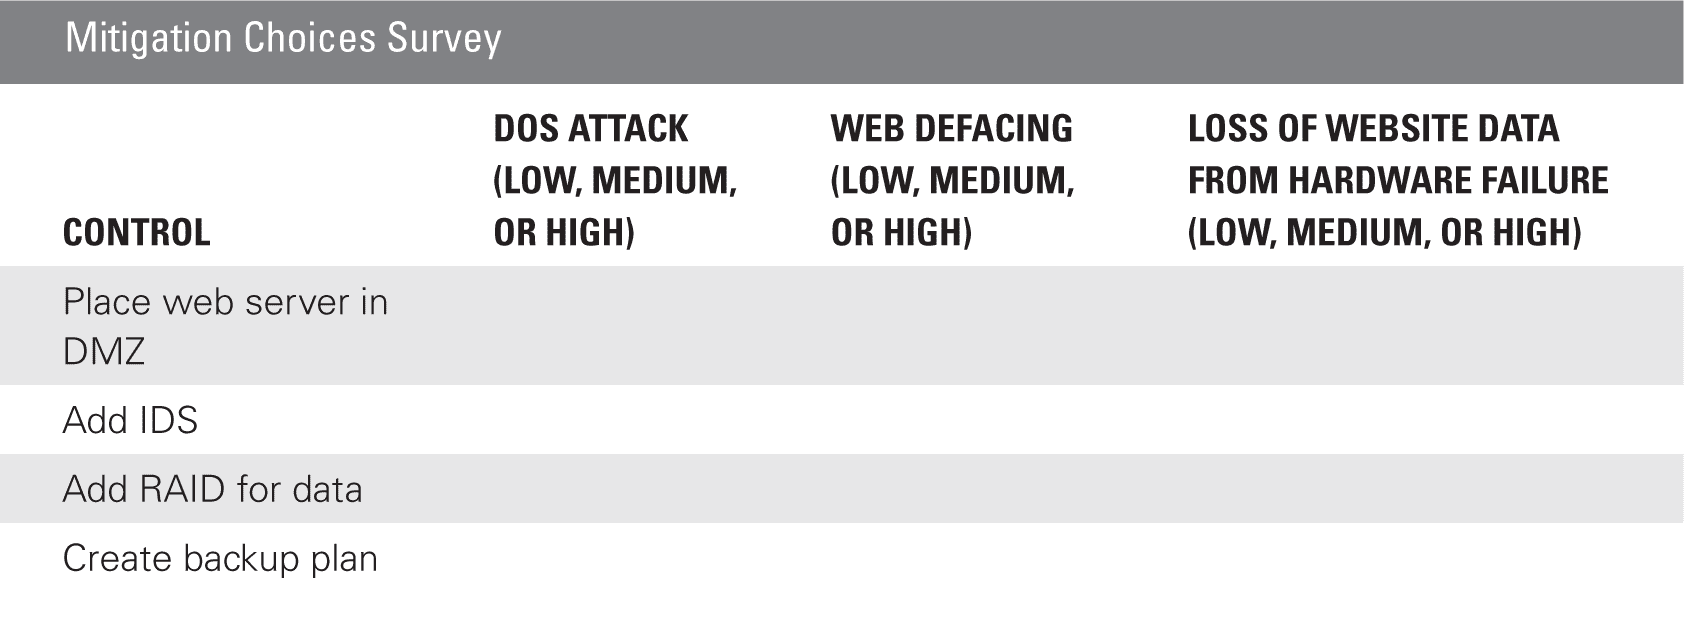 Mitigation Choices Survey
CONTROL
DOS ATTACK
(LOW, MEDIUM,
OR HIGH)
WEB DEFACING
(LOW, MEDIUM,
OR HIGH)
LOSS OF WEBSITE DATA
FROM HARDWARE FAILURE
(LOW, MEDIUM, OR HIGH)
Place web server in
DMZ
Add IDS
Add RAID for data
Create backup plan